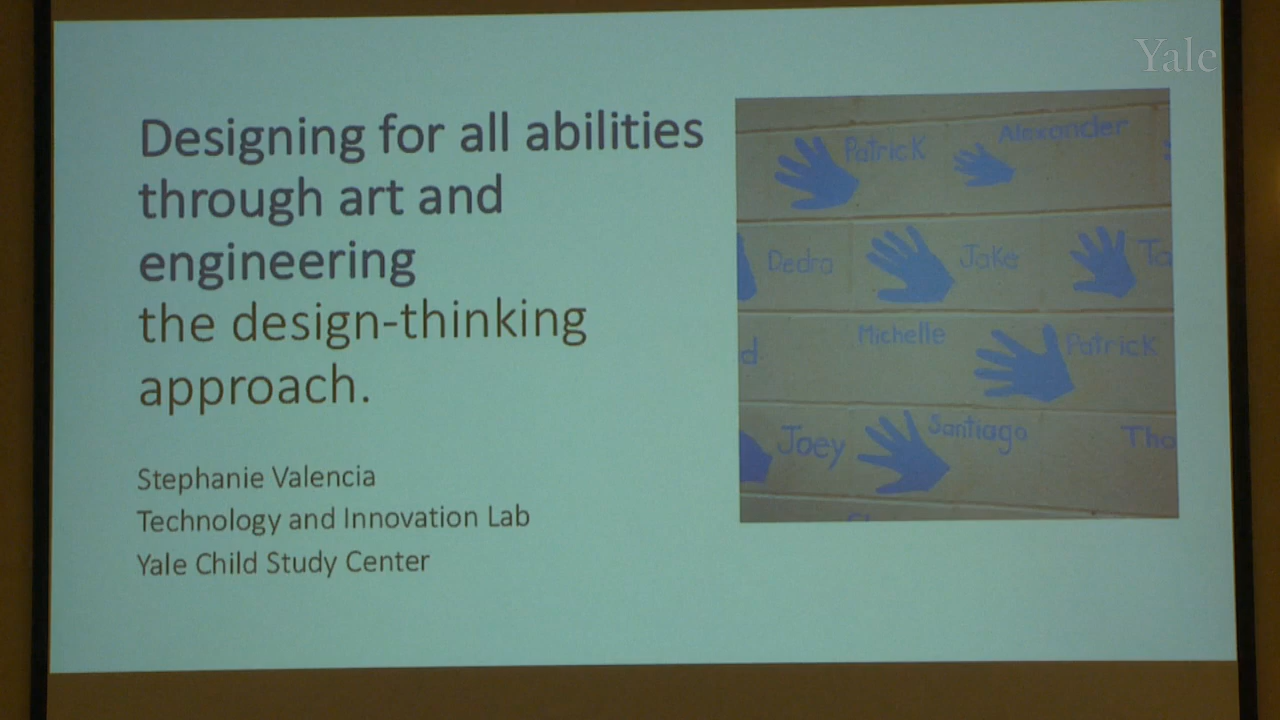 Yale
Designing for all abilities
through art and
engineering
the design-thinking
approach.
Stephanie Valencia
Technology and Innovation Lab
Yale Child Study Center
Patrick
Alexander
Dedra
Jake
Michelle
Patrick
Joey
Santiago